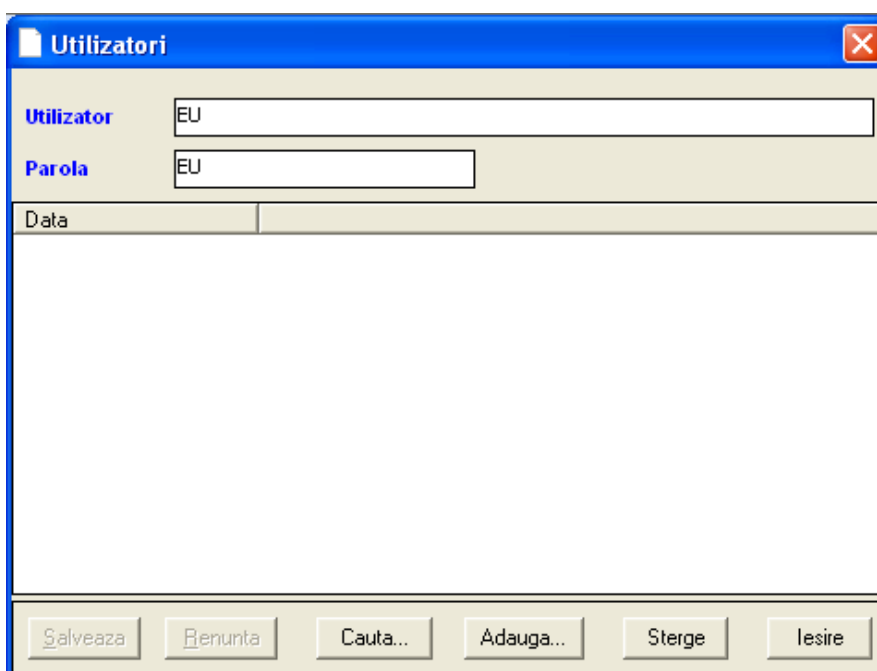 Utilizatori
Utilizator EU
Parola EU
Data
Salveaza Renunta Cauta... Adauga... Sterge Iesire